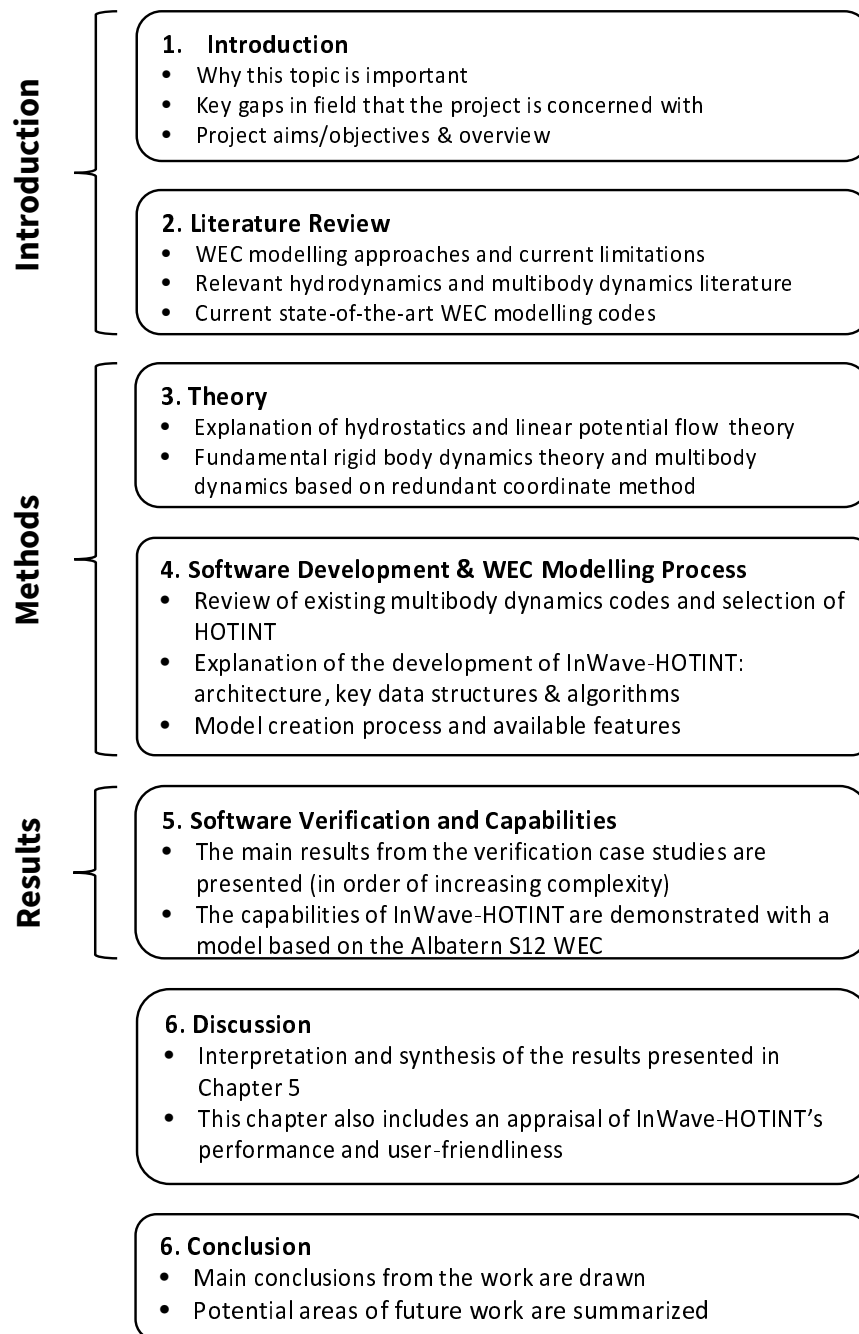 Introduction
1. Introduction
• Why this topic is important
• Key gaps in field that the project is concerned with
• Project aims/objectives & overview
2. Literature Review
• WEC modelling approaches and current limitations
• Relevant hydrodynamics and multibody dynamics literature
• Current state-of-the-art WEC modelling codes
Methods
3. Theory
• Explanation of hydrostatics and linear potential flow theory
• Fundamental rigid body dynamics theory and multibody
dynamics based on redundant coordinate method
4. Software Development & WEC Modelling Process
• Review of existing multibody dynamics codes and selection of
HOTINT
• Explanation of the development of InWave-HOTINT:
architecture, key data structures & algorithms
• Model creation process and available features
Results
5. Software Verification and Capabilities
• The main results from the verification case studies are
presented (in order of increasing complexity)
• The capabilities of InWave-HOTINT are demonstrated with a
model based on the Albatern S12 WEC
6. Discussion
• Interpretation and synthesis of the results presented in
Chapter 5
• This chapter also includes an appraisal of InWave-HOTINT's
performance and user-friendliness
6. Conclusion
• Main conclusions from the work are drawn
• Potential areas of future work are summarized